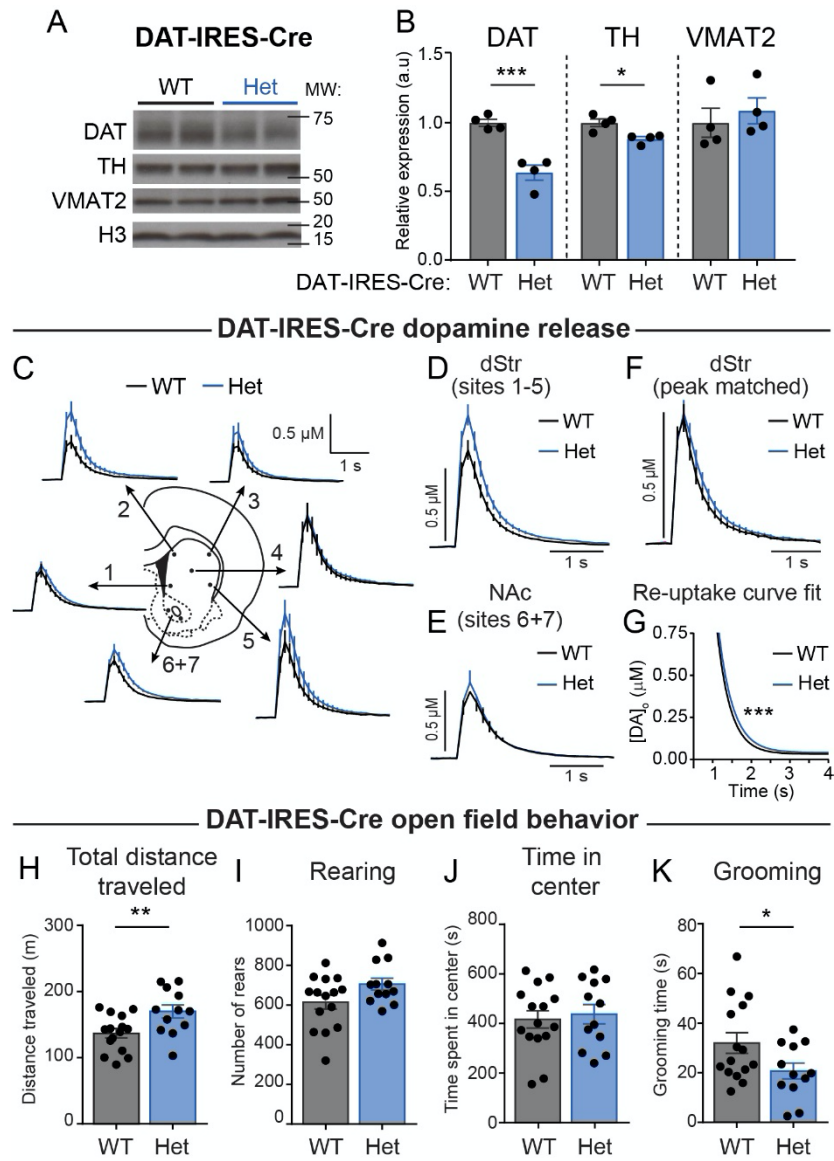 A
DAT-IRES-Cre
WT Het MW:
DAT
TH
VMAT2
H3
75
50
50
20
15
B
DAT TH VMAT2
Relative expression (a.u)
1.5
1.0
0.5
0.0
*** *
DAT-IRES-Cre: WT Het WT Het WT Het
DAT-IRES-Cre dopamine release
C
WT Het
0.5 µM
1 s
1
2
3
4
5
6+7
D
dStr
(sites 1-5)
WT
Het
0.5 µM
1 s
F
dStr
(peak matched)
WT
Het
0.5 µM
1 s
E
NAc
(sites 6+7)
WT
Het
0.5 µM
1 s
G
Re-uptake curve fit
[DA]o (µM)
0.75
0.50
0.25
0.00
WT
Het
***
1 2 3 4
Time (s)
DAT-IRES-Cre open field behavior
H
Total distance
traveled
Distance traveled (m)
300
200
100
0
**
WT Het
I
Rearing
Number of rears
1000
800
600
400
200
0
WT Het
J
Time in
center
Time spent in center (s)
800
600
400
200
0
WT Het
K
Grooming
Grooming time (s)
80
60
40
20
0
*
WT Het